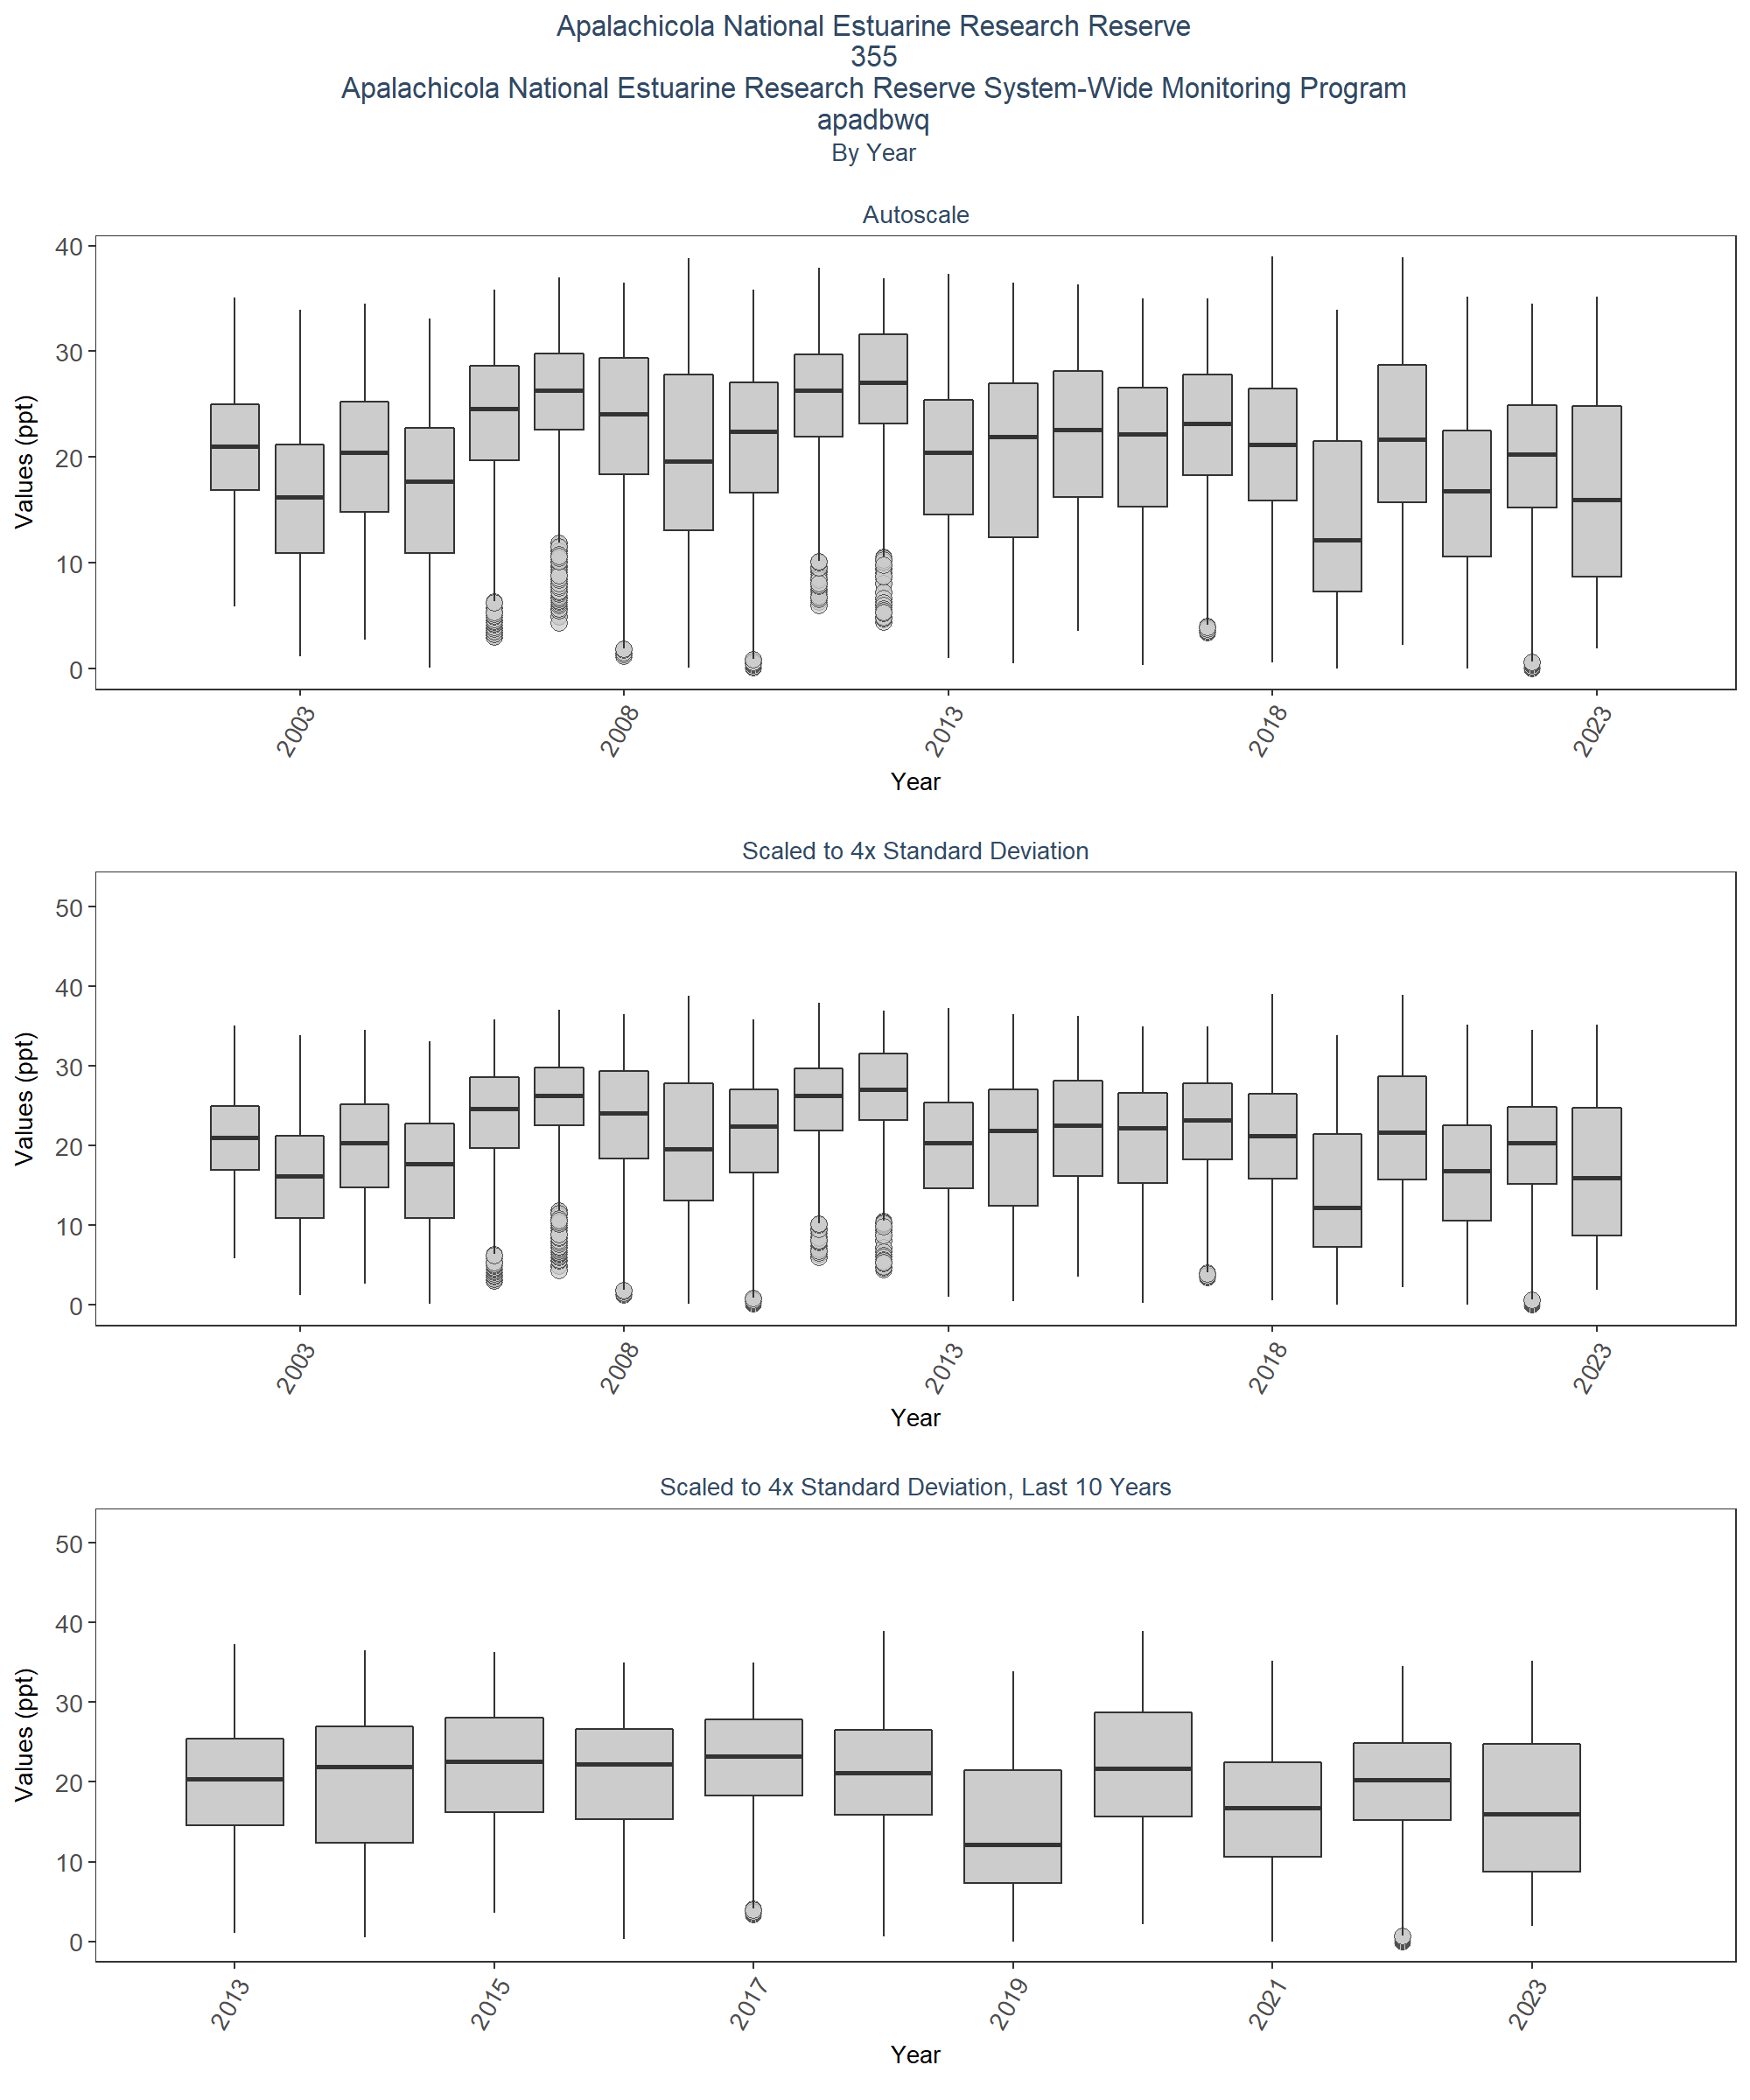 Apalachicola National Estuarine Research Reserve
355
Apalachicola National Estuarine Research Reserve System-Wide Monitoring Program
apadbwq
By Year
Autoscale
Values (ppt)
40
30
20
10
0
2003
2008
2013
2018
2023
Year
Scaled to 4x Standard Deviation
Values (ppt)
50
40
30
20
10
0
2003
2008
2013
2018
2023
Year
Scaled to 4x Standard Deviation, Last 10 Years
Values (ppt)
50
40
30
20
10
0
2013
2015
2017
2019
2021
2023
Year